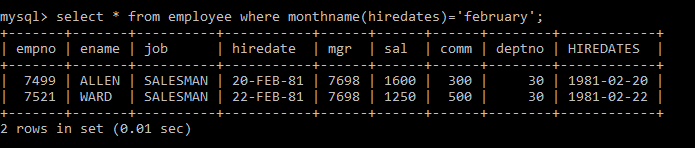 mysql> select * from employee where monthname(hiredates)='february';
+-------+-------+----------+-----------+------+------+------+--------+------------+
| empno | ename | job      | hiredate  | mgr  | sal  | comm | deptno | HIREDATES  |
+-------+-------+----------+-----------+------+------+------+--------+------------+
|  7499 | ALLEN | SALESMAN | 20-FEB-81 | 7698 | 1600 |  300 |     30 | 1981-02-20 |
|  7521 | WARD  | SALESMAN | 22-FEB-81 | 7698 | 1250 |  500 |     30 | 1981-02-22 |
+-------+-------+----------+-----------+------+------+------+--------+------------+
2 rows in set (0.01 sec)